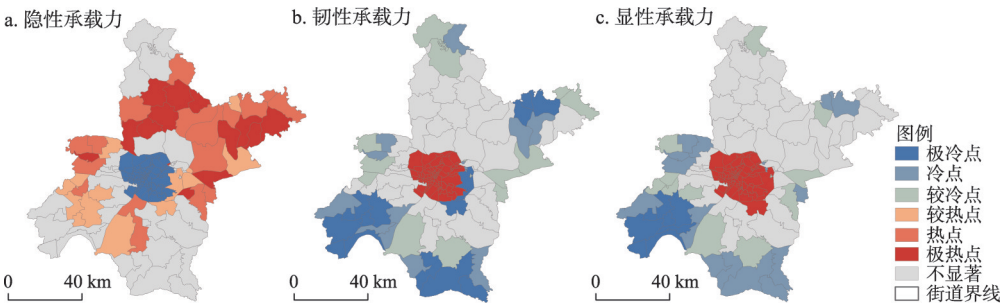 a. 隐性承载力
b. 韧性承载力
c. 显性承载力
图例
极冷点
冷点
较冷点
较热点
热点
极热点
不显著
街道界线
0 40 km
0 40 km
0 40 km